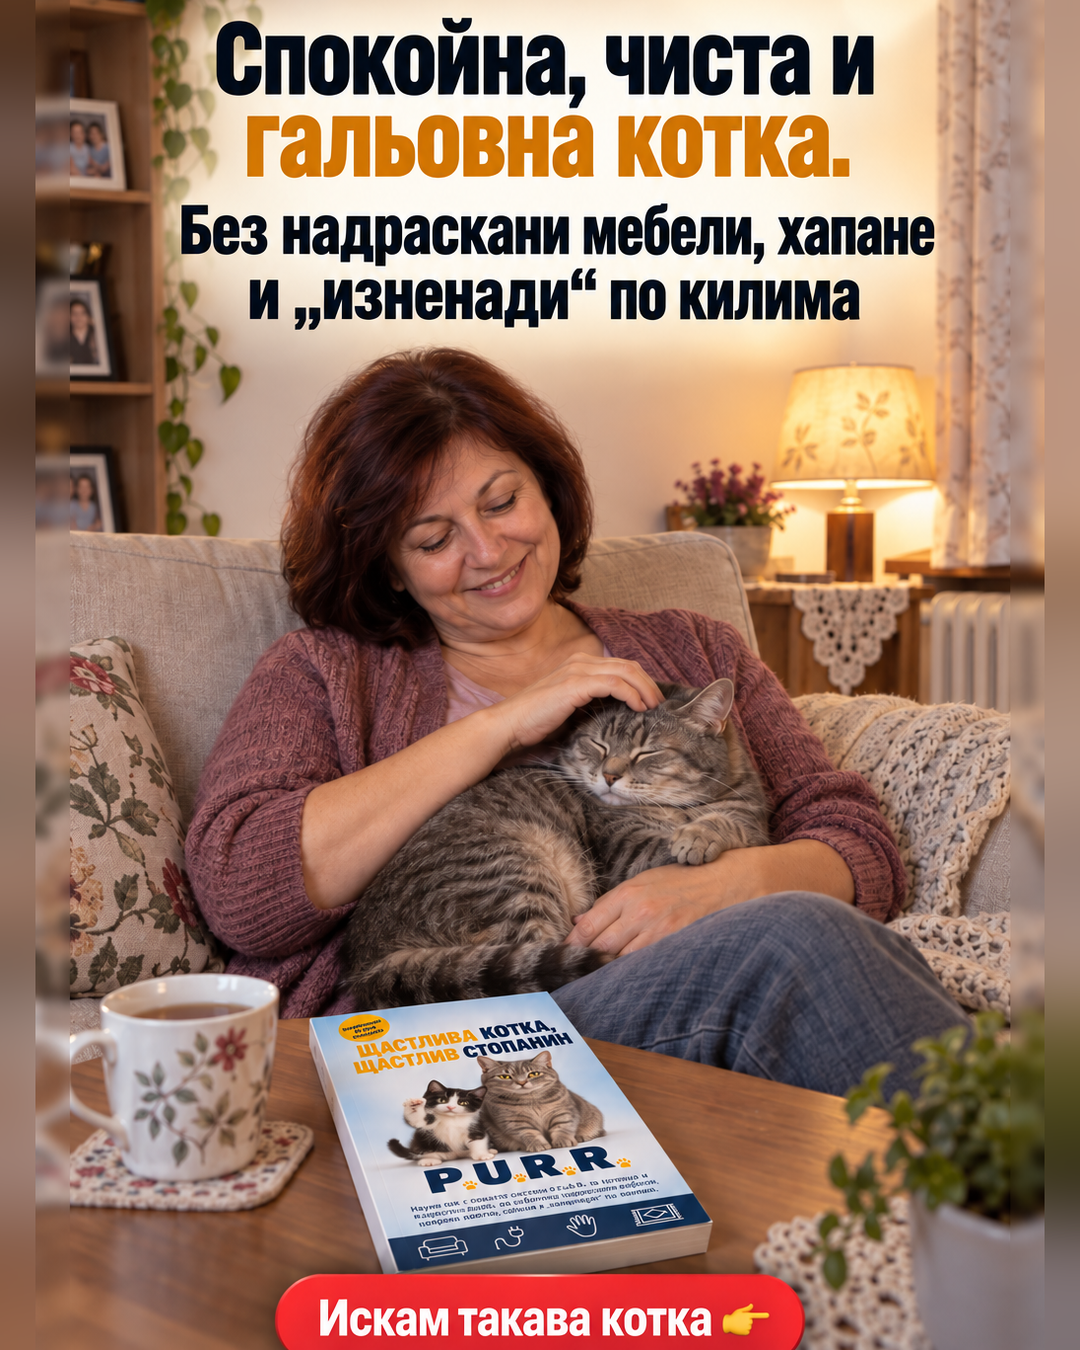 Спокойна, чиста и
гальовна котка.
Без надраскани мебели, хапане
и „изненади“ по килима
ЩАСТЛИВА КОТКА,
ЩАСТЛИВ СТОПАНИН
P.U.R.R.
Искам такава котка 👉